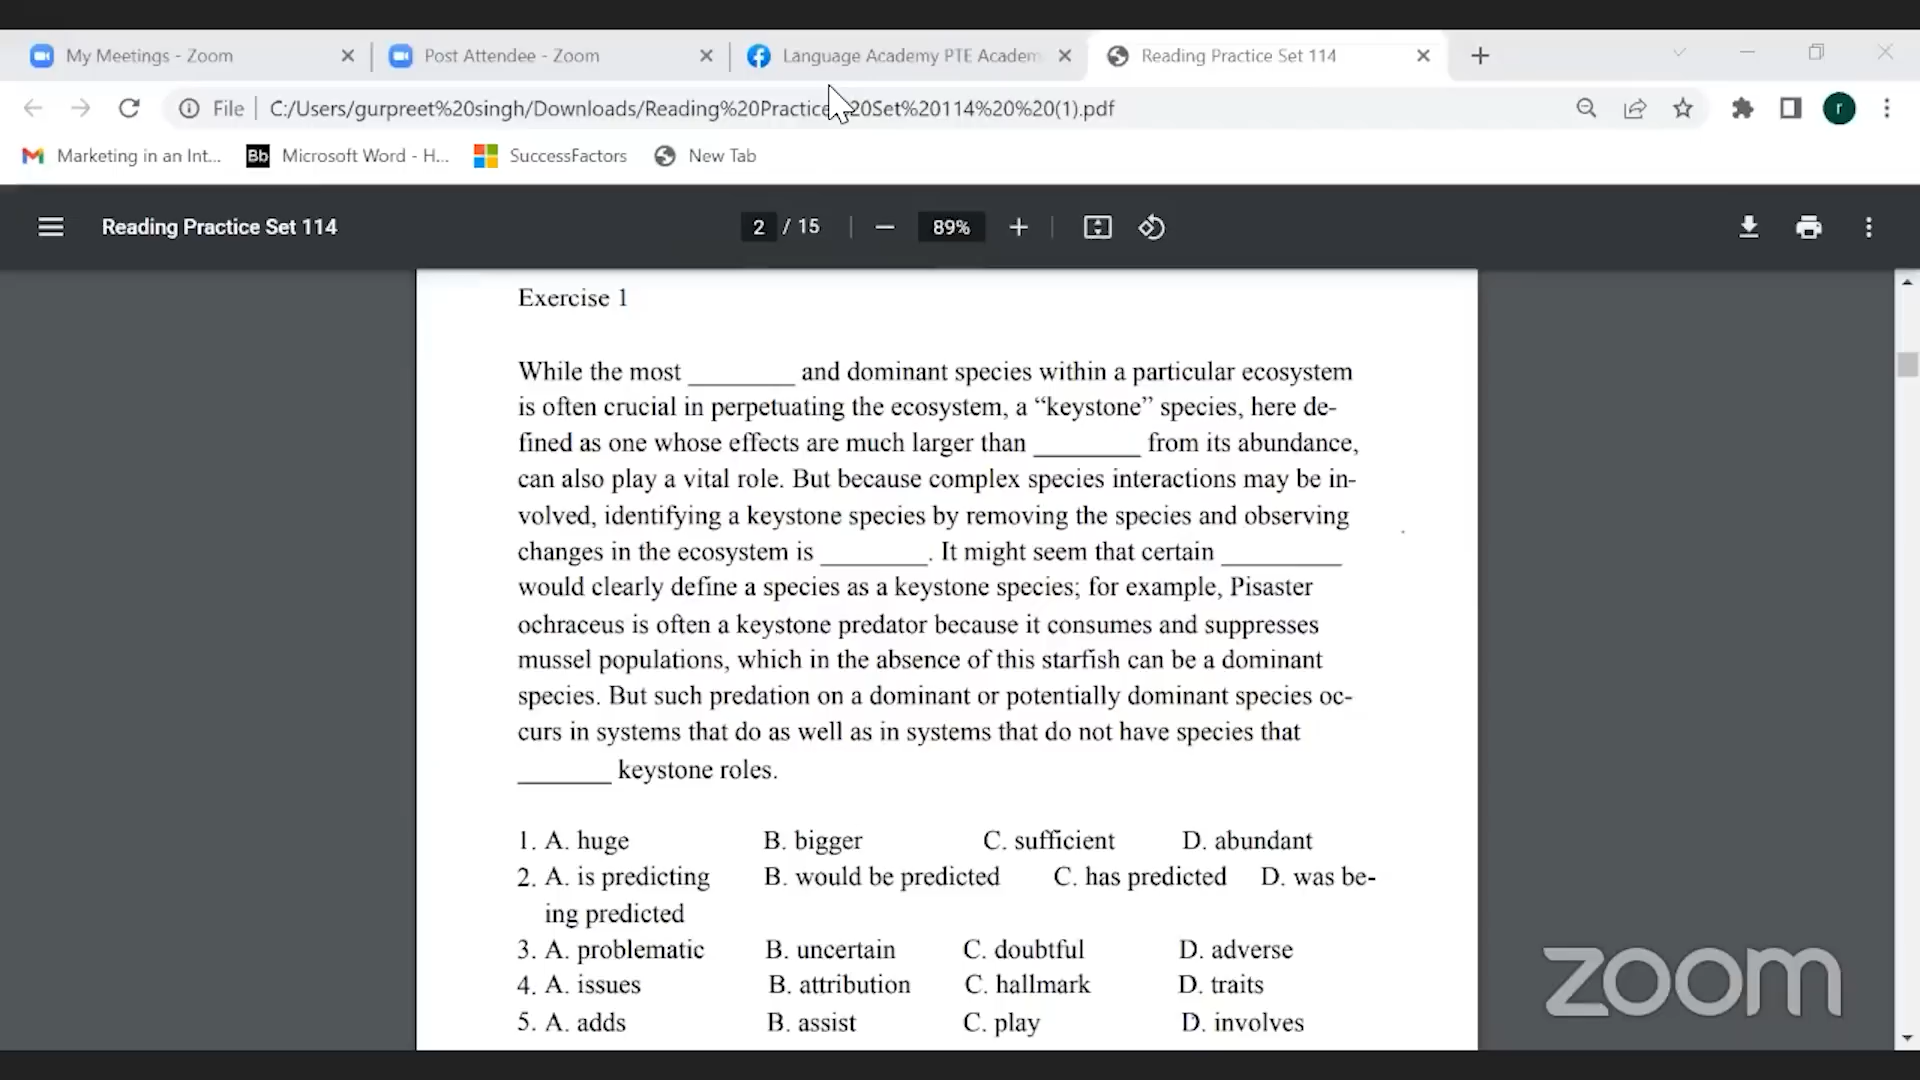 My Meetings - Zoom
Post Attendee - Zoom
Language Academy PTE Academ
Reading Practice Set 114
File
C:/Users/gurpreet%20singh/Downloads/Reading%20Practice%20Set%20114%20%20(1).pdf
r
Marketing in an Int...
Bb Microsoft Word - H...
SuccessFactors
New Tab
Reading Practice Set 114
2 / 15
89%
Exercise 1
While the most ________ and dominant species within a particular ecosystem
is often crucial in perpetuating the ecosystem, a “keystone” species, here de-
fined as one whose effects are much larger than ________ from its abundance,
can also play a vital role. But because complex species interactions may be in-
volved, identifying a keystone species by removing the species and observing
changes in the ecosystem is ________. It might seem that certain _________
would clearly define a species as a keystone species; for example, Pisaster
ochraceus is often a keystone predator because it consumes and suppresses
mussel populations, which in the absence of this starfish can be a dominant
species. But such predation on a dominant or potentially dominant species oc-
curs in systems that do as well as in systems that do not have species that
_______ keystone roles.
1. A. huge B. bigger C. sufficient D. abundant
2. A. is predicting B. would be predicted C. has predicted D. was be-
ing predicted
3. A. problematic B. uncertain C. doubtful D. adverse
4. A. issues B. attribution C. hallmark D. traits
5. A. adds B. assist C. play D. involves
zoom